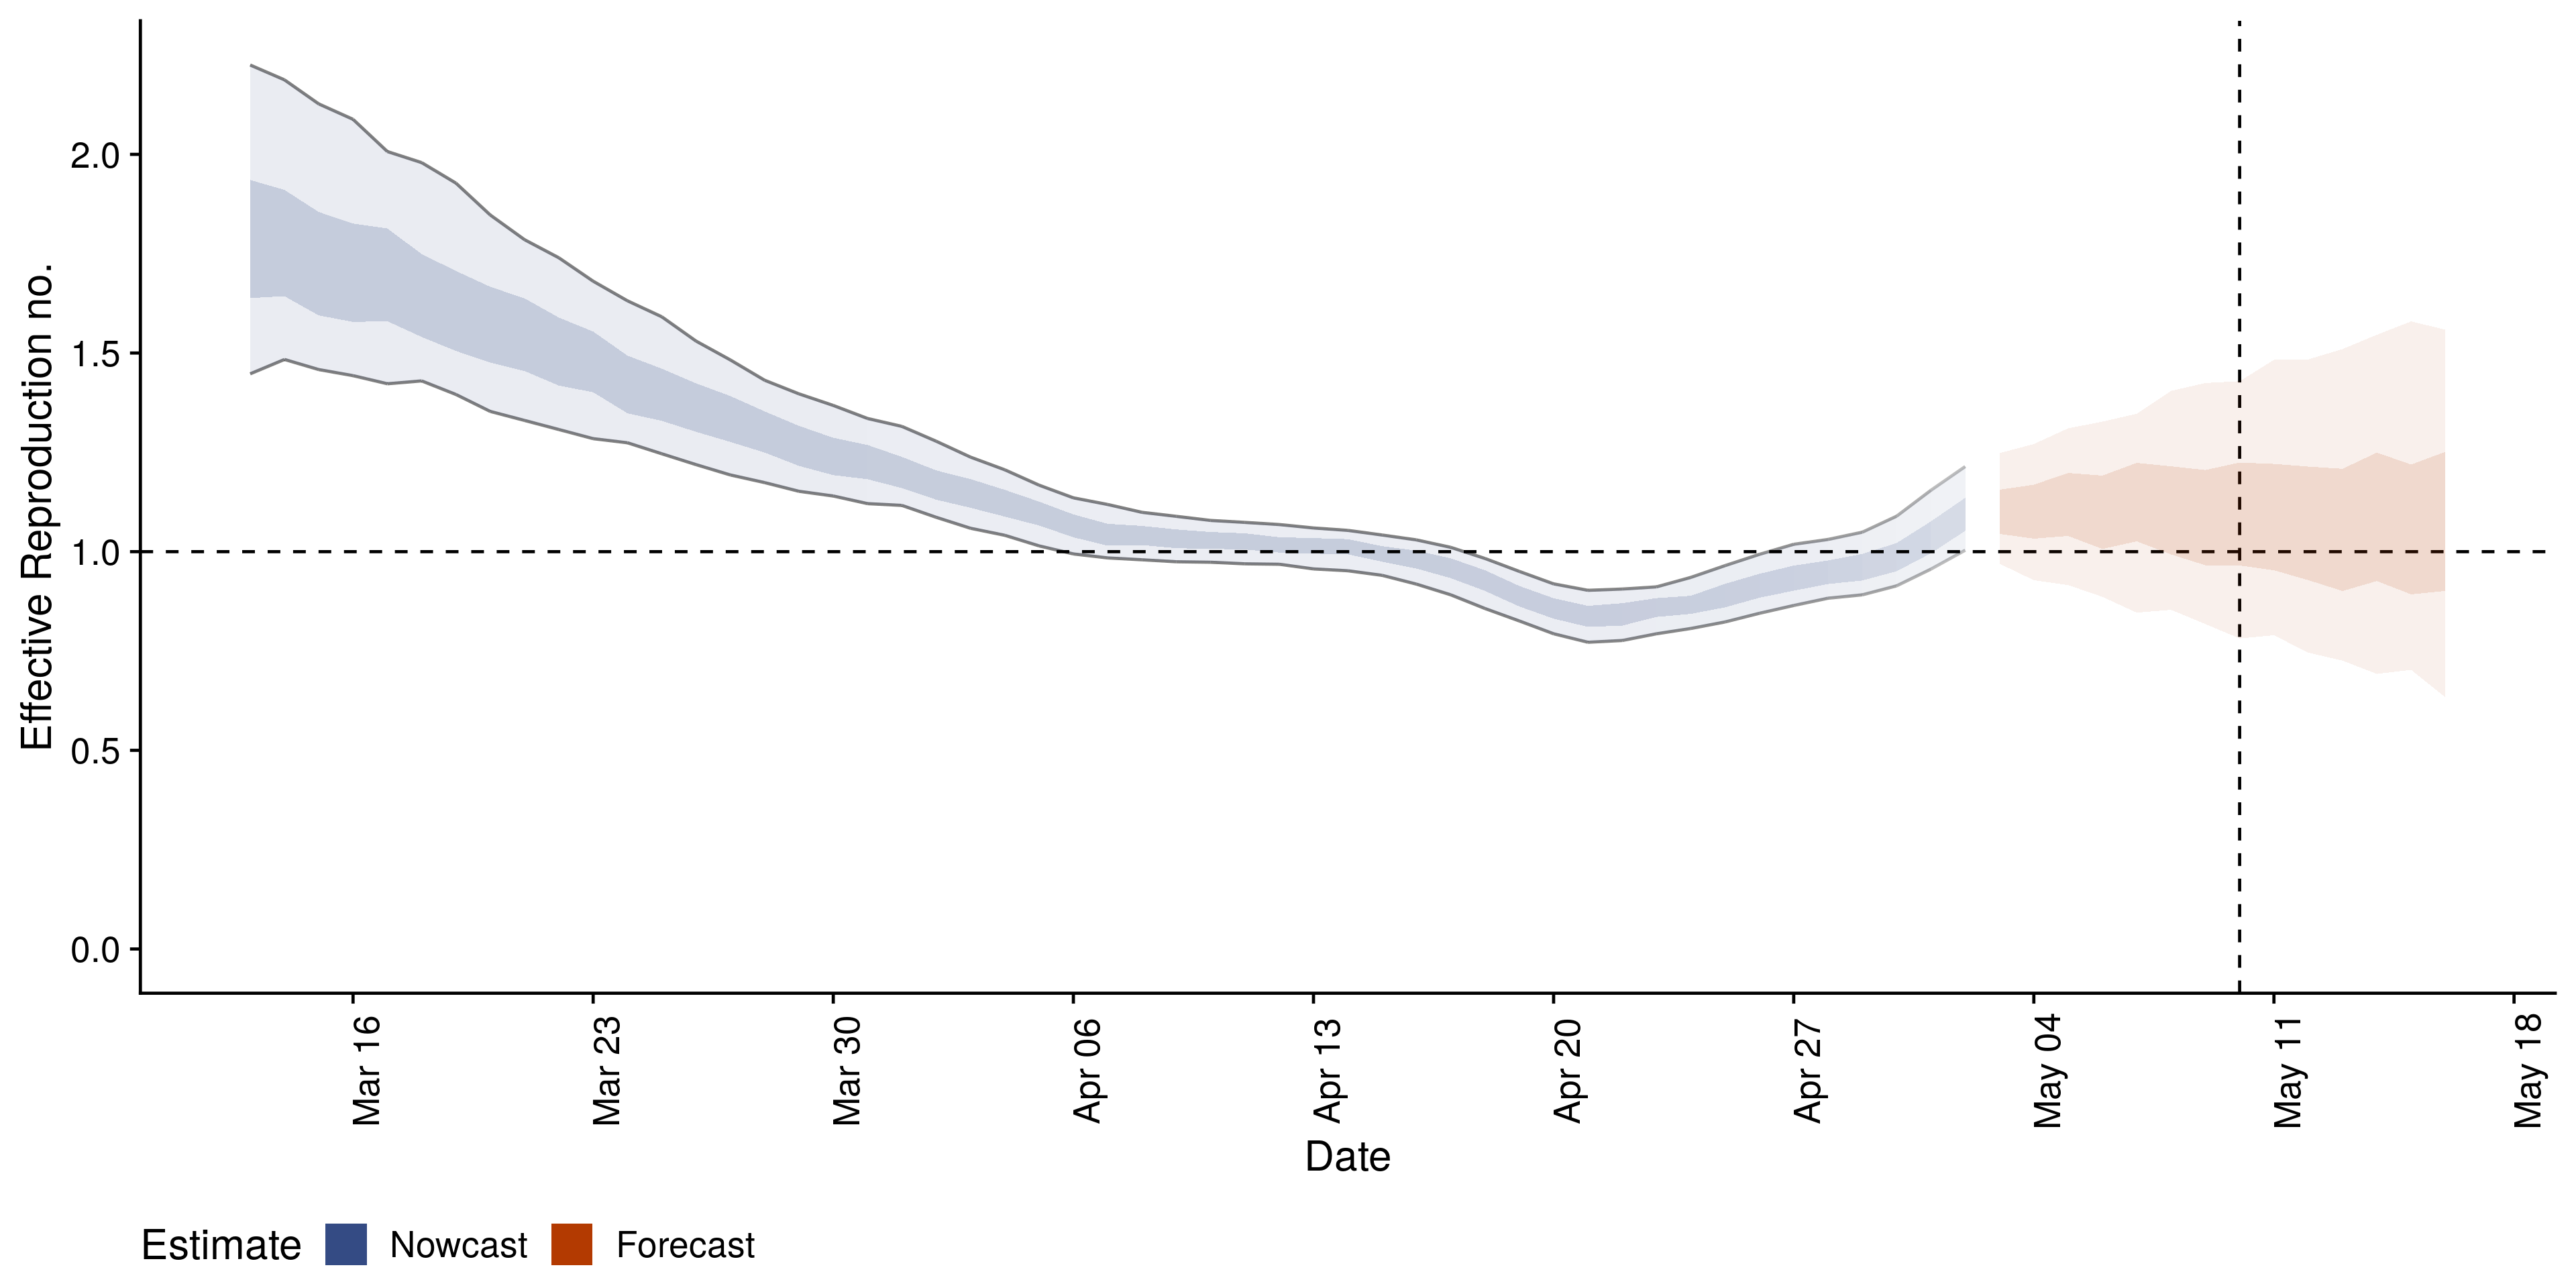 Effective Reproduction no.
2.0
1.5
1.0
0.5
0.0
Mar 16
Mar 23
Mar 30
Apr 06
Apr 13
Apr 20
Apr 27
May 04
May 11
May 18
Date
Estimate Nowcast Forecast